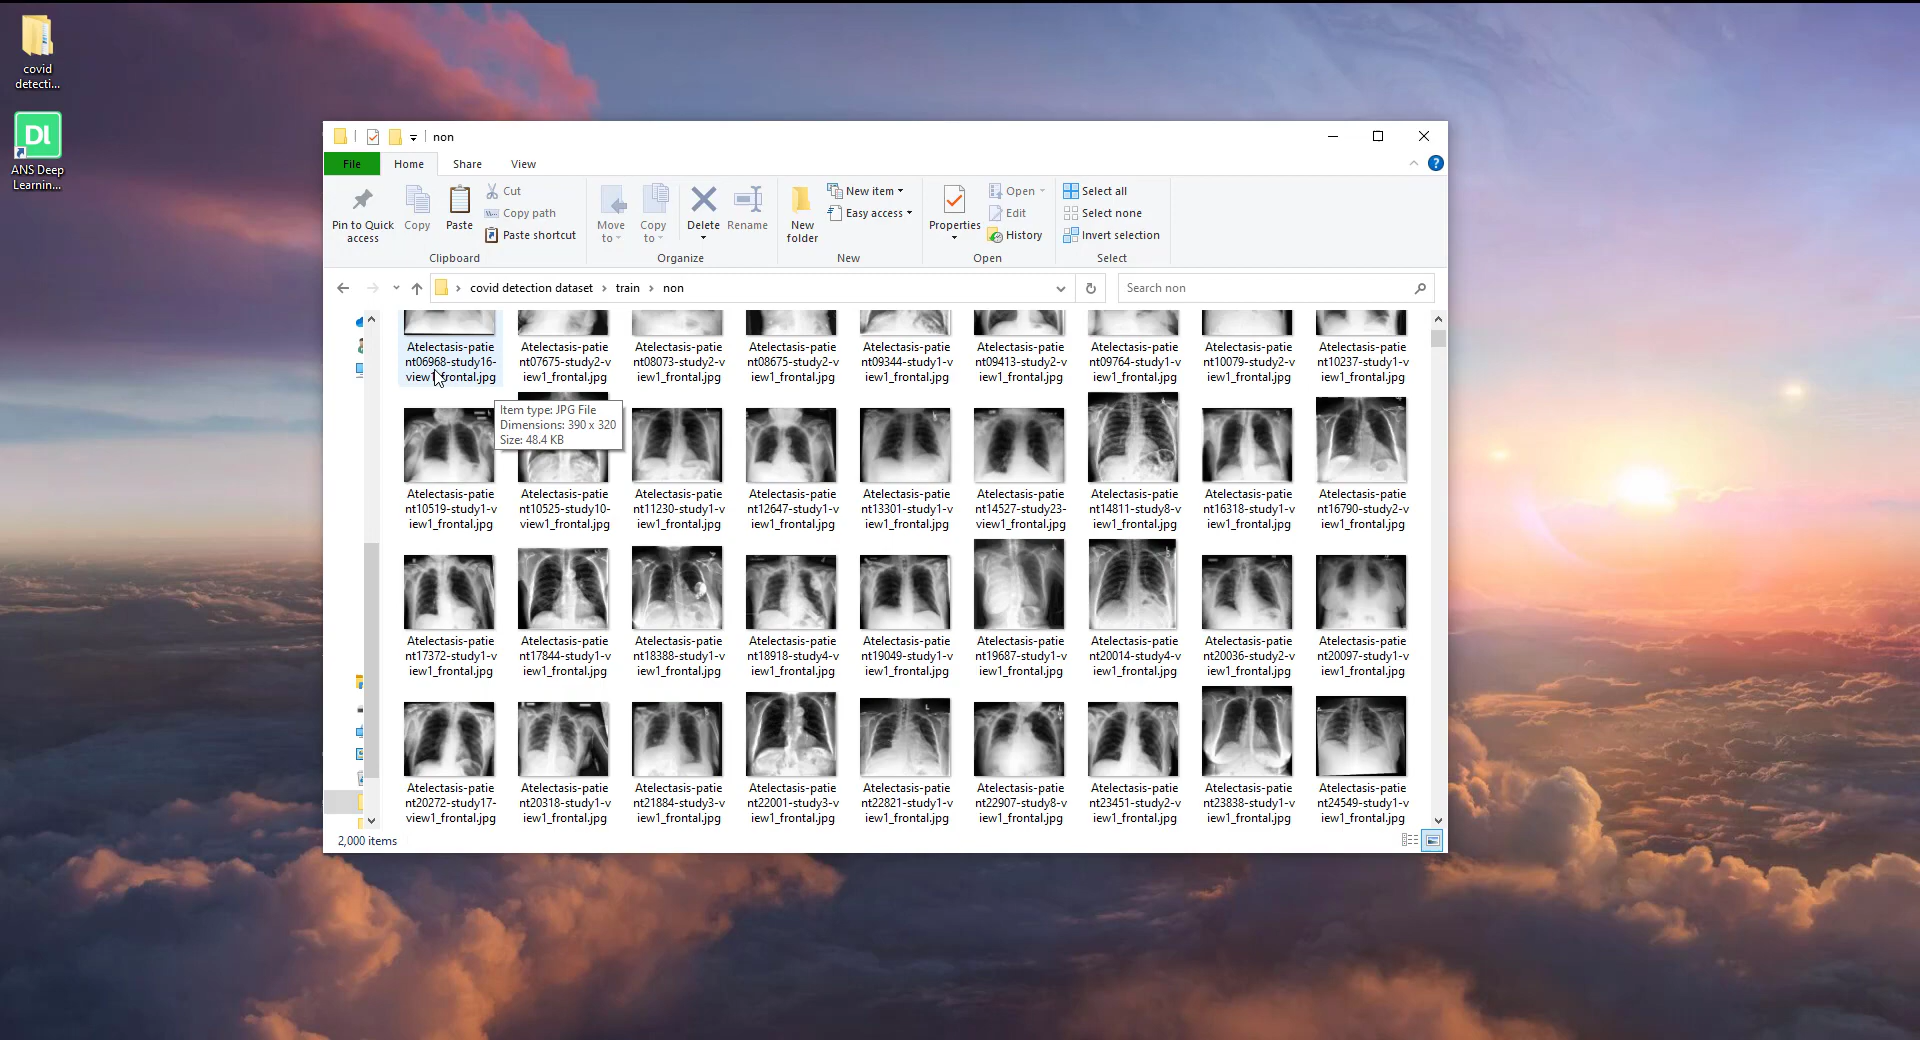 covid
detecti...
Dl
ANS Deep
Learnin...
non
File
Home
Share
View
Pin to Quick
access
Copy
Paste
Cut
Copy path
Paste shortcut
Clipboard
Move
to
Copy
to
Delete
Rename
Organize
New
folder
New item
Easy access
New
Properties
Open
Edit
History
Open
Select all
Select none
Invert selection
Select
covid detection dataset › train › non
Search non
Atelectasis-patie
nt06968-study16-
view1_frontal.jpg
Atelectasis-patie
nt07675-study2-v
iew1_frontal.jpg
Atelectasis-patie
nt08073-study2-v
iew1_frontal.jpg
Atelectasis-patie
nt08675-study2-v
iew1_frontal.jpg
Atelectasis-patie
nt09344-study1-v
iew1_frontal.jpg
Atelectasis-patie
nt09413-study2-v
iew1_frontal.jpg
Atelectasis-patie
nt09764-study1-v
iew1_frontal.jpg
Atelectasis-patie
nt10079-study2-v
iew1_frontal.jpg
Atelectasis-patie
nt10237-study1-v
iew1_frontal.jpg
Item type: JPG File
Dimensions: 390 x 320
Size: 48.4 KB
Atelectasis-patie
nt10519-study1-v
iew1_frontal.jpg
Atelectasis-patie
nt10525-study10-
view1_frontal.jpg
Atelectasis-patie
nt11230-study1-v
iew1_frontal.jpg
Atelectasis-patie
nt12647-study1-v
iew1_frontal.jpg
Atelectasis-patie
nt13301-study1-v
iew1_frontal.jpg
Atelectasis-patie
nt14527-study23-
view1_frontal.jpg
Atelectasis-patie
nt14811-study8-v
iew1_frontal.jpg
Atelectasis-patie
nt16318-study1-v
iew1_frontal.jpg
Atelectasis-patie
nt16790-study2-v
iew1_frontal.jpg
Atelectasis-patie
nt17372-study1-v
iew1_frontal.jpg
Atelectasis-patie
nt17844-study1-v
iew1_frontal.jpg
Atelectasis-patie
nt18388-study1-v
iew1_frontal.jpg
Atelectasis-patie
nt18918-study4-v
iew1_frontal.jpg
Atelectasis-patie
nt19049-study1-v
iew1_frontal.jpg
Atelectasis-patie
nt19687-study1-v
iew1_frontal.jpg
Atelectasis-patie
nt20014-study4-v
iew1_frontal.jpg
Atelectasis-patie
nt20036-study2-v
iew1_frontal.jpg
Atelectasis-patie
nt20097-study1-v
iew1_frontal.jpg
Atelectasis-patie
nt20272-study17-
view1_frontal.jpg
Atelectasis-patie
nt20318-study1-v
iew1_frontal.jpg
Atelectasis-patie
nt21884-study3-v
iew1_frontal.jpg
Atelectasis-patie
nt22001-study3-v
iew1_frontal.jpg
Atelectasis-patie
nt22821-study1-v
iew1_frontal.jpg
Atelectasis-patie
nt22907-study8-v
iew1_frontal.jpg
Atelectasis-patie
nt23451-study2-v
iew1_frontal.jpg
Atelectasis-patie
nt23838-study1-v
iew1_frontal.jpg
Atelectasis-patie
nt24549-study1-v
iew1_frontal.jpg
2,000 items